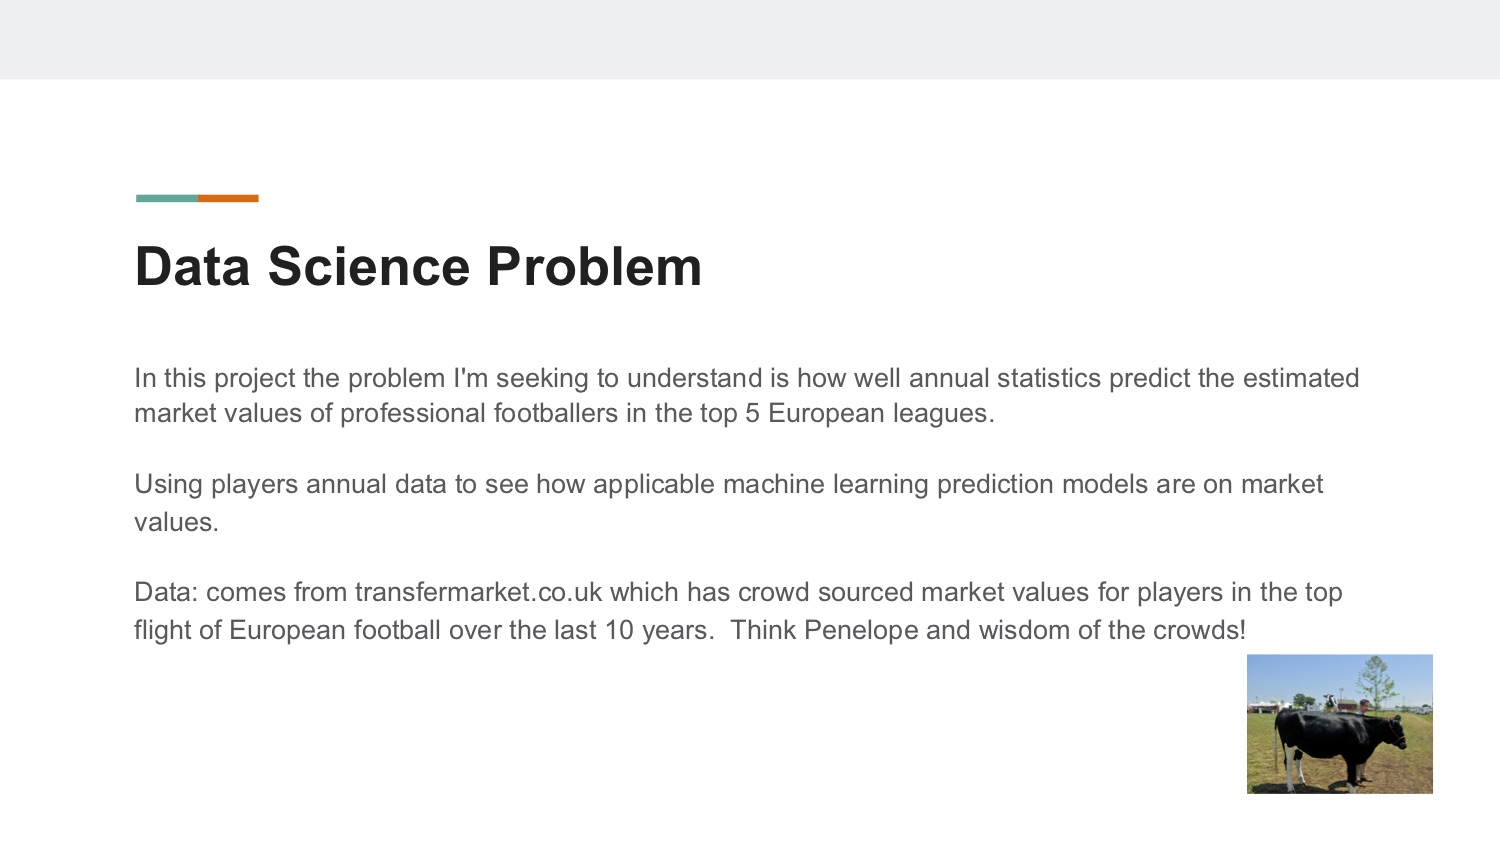 Data Science Problem
In this project the problem I'm seeking to understand is how well annual statistics predict the estimated
market values of professional footballers in the top 5 European leagues.
Using players annual data to see how applicable machine learning prediction models are on market
values.
Data: comes from transfermarket.co.uk which has crowd sourced market values for players in the top
flight of European football over the last 10 years.  Think Penelope and wisdom of the crowds!